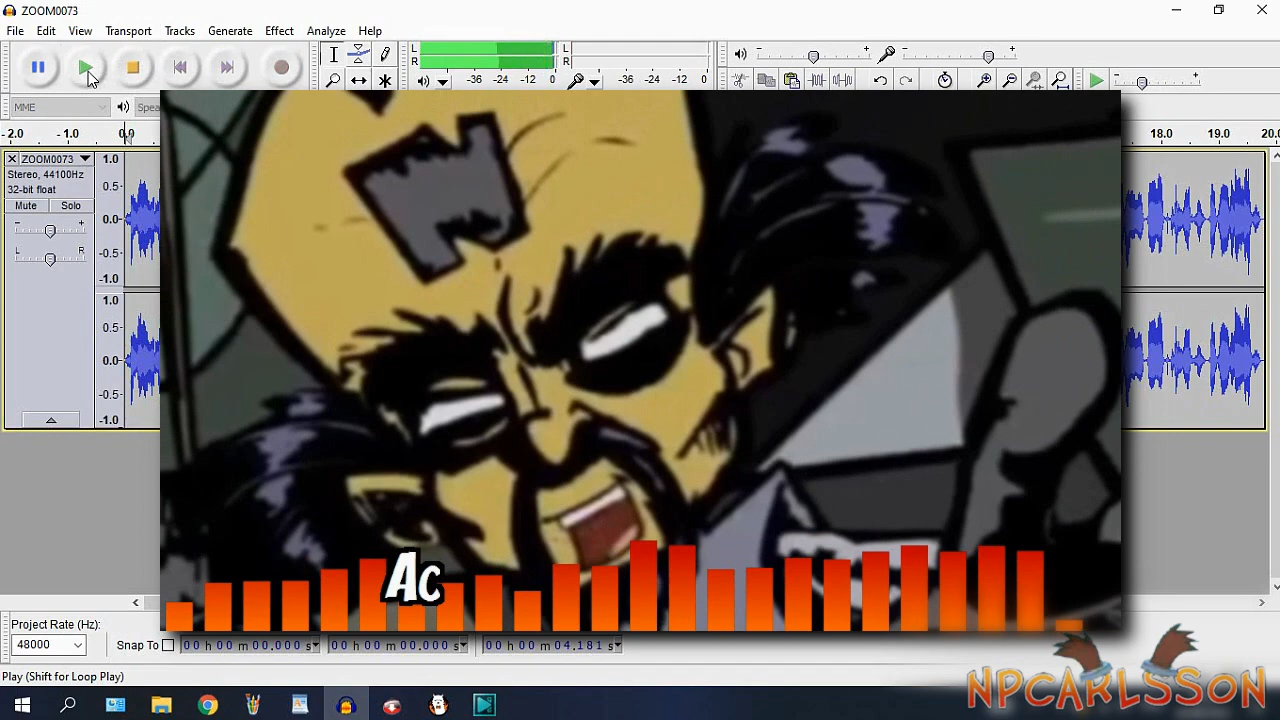 ZOOM0073
File Edit View Transport Tracks Generate Effect Analyze Help
L R -36 -24 -12 0
L R -36 -24 -12 0
MME Spea
-2.0 -1.0 0.0 18.0 19.0 20.0
ZOOM0073
Stereo, 44100Hz
32-bit float
Mute Solo
- +
L R
1.0
0.5-
0.0-
-0.5-
-1.0
1.0
0.5-
0.0-
-0.5-
-1.0
N
Ac
Project Rate (Hz):
48000 Snap To 00 h 00 m 00.000 s 00 h 00 m 00.000 s 00 h 00 m 04.181 s
Play (Shift for Loop Play)
NPCARLSSON